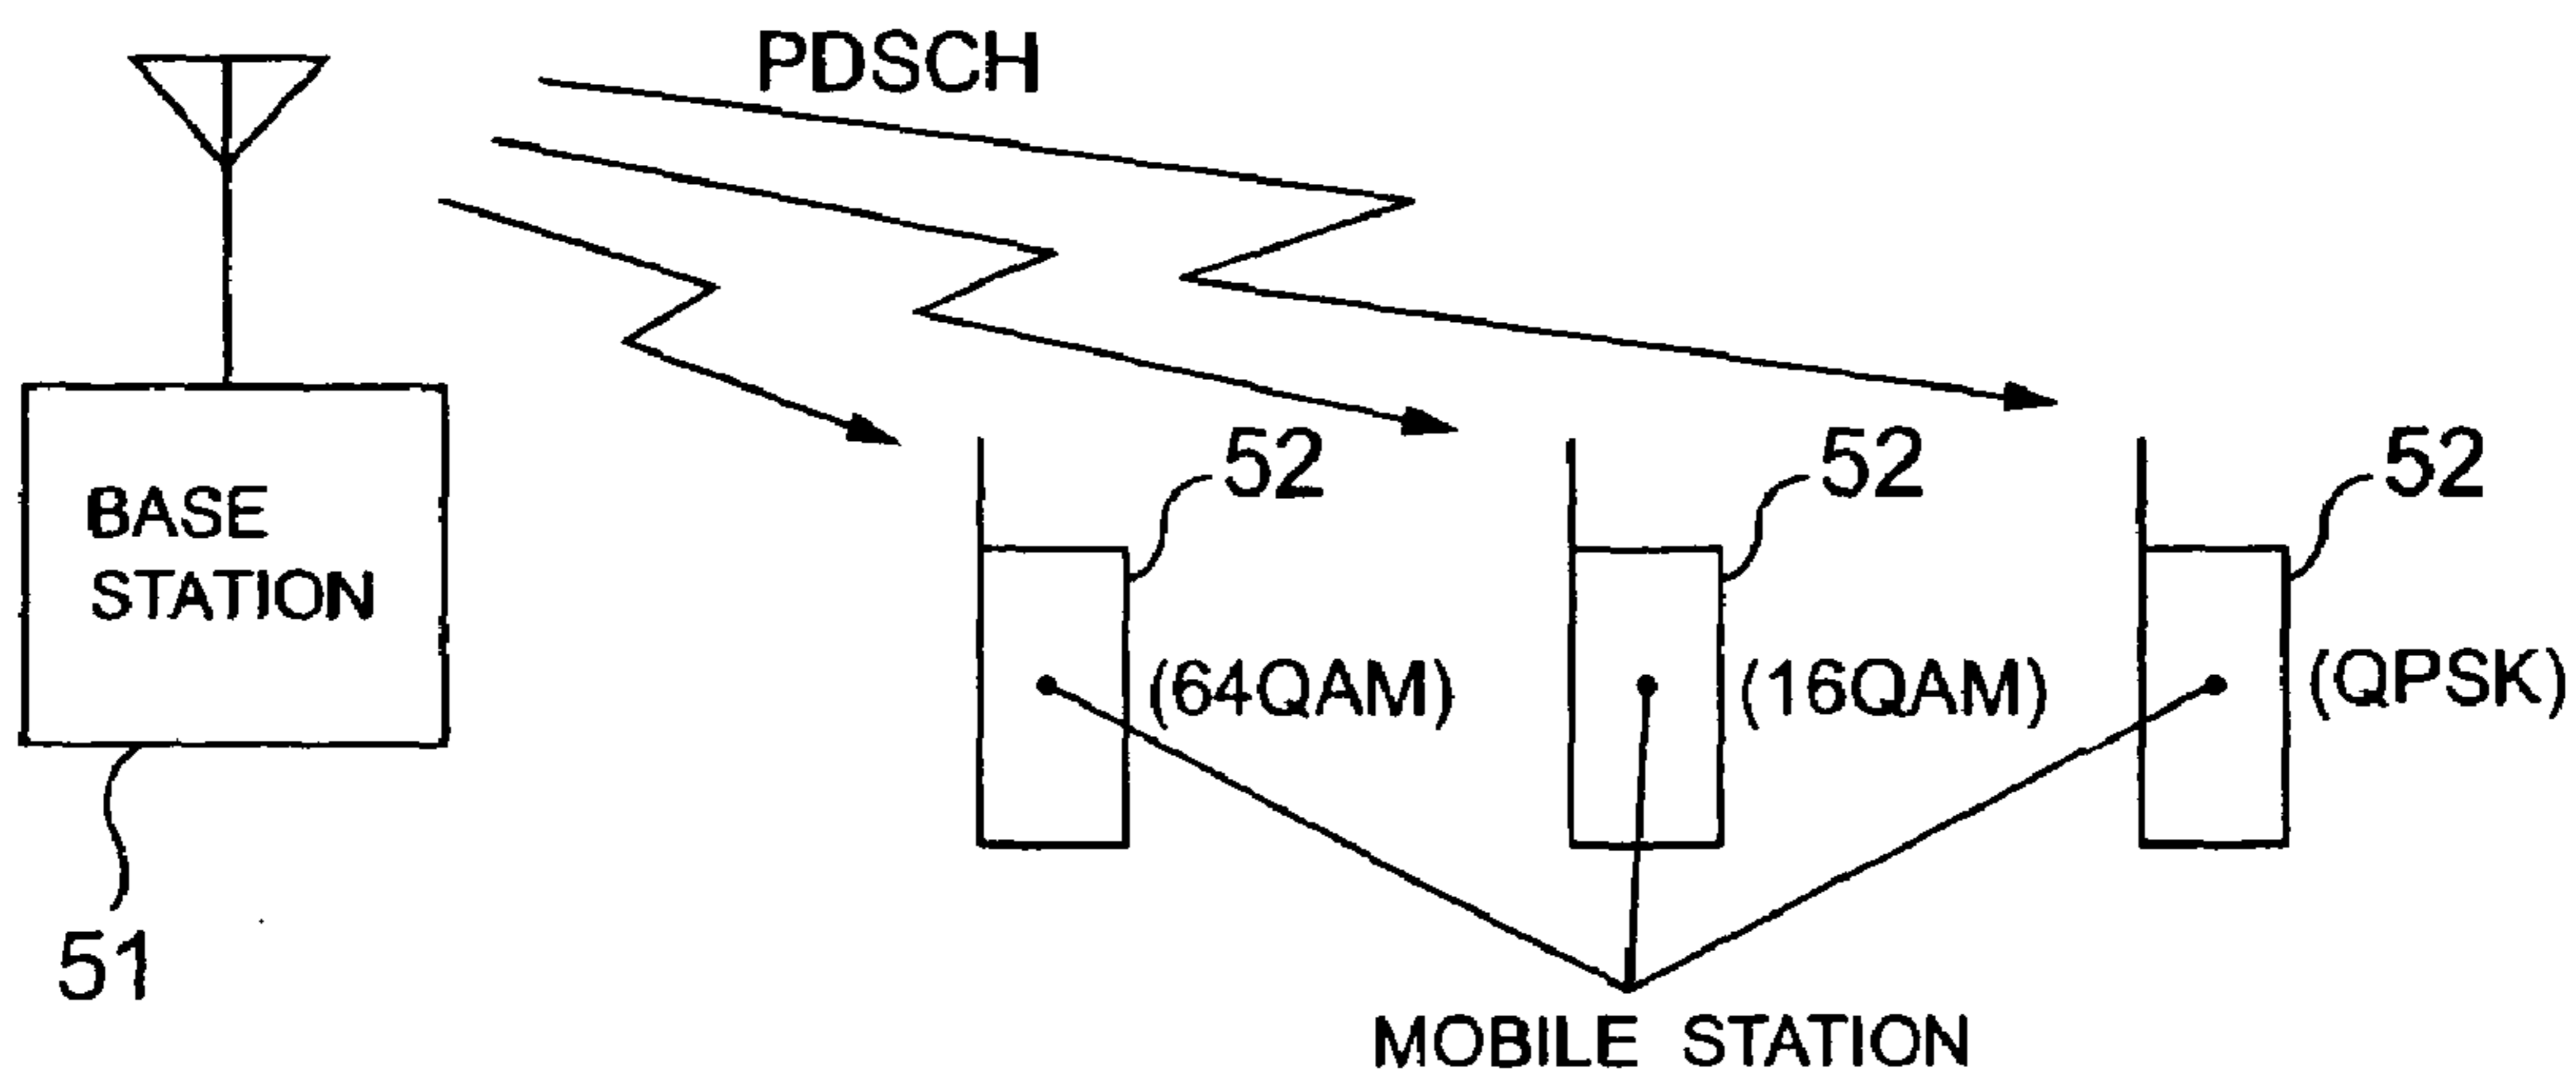 PDSCH
52
52
52
BASE
STATION
(64QAM)
(16QAM)
(QPSK)
51
MOBILE STATION